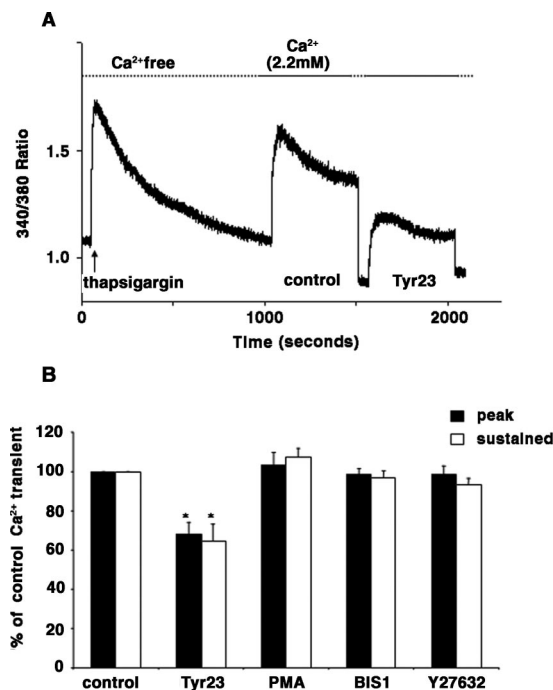 A
Ca²⁺free
Ca²⁺
(2.2mM)
340/380 Ratio
1.5
1.0
thapsigargin
control
Tyr23
0
1000
2000
Time (seconds)
B
% of control Ca²⁺ transient
peak
sustained
120
100
80
60
40
20
0
* *
control
Tyr23
PMA
BIS1
Y27632